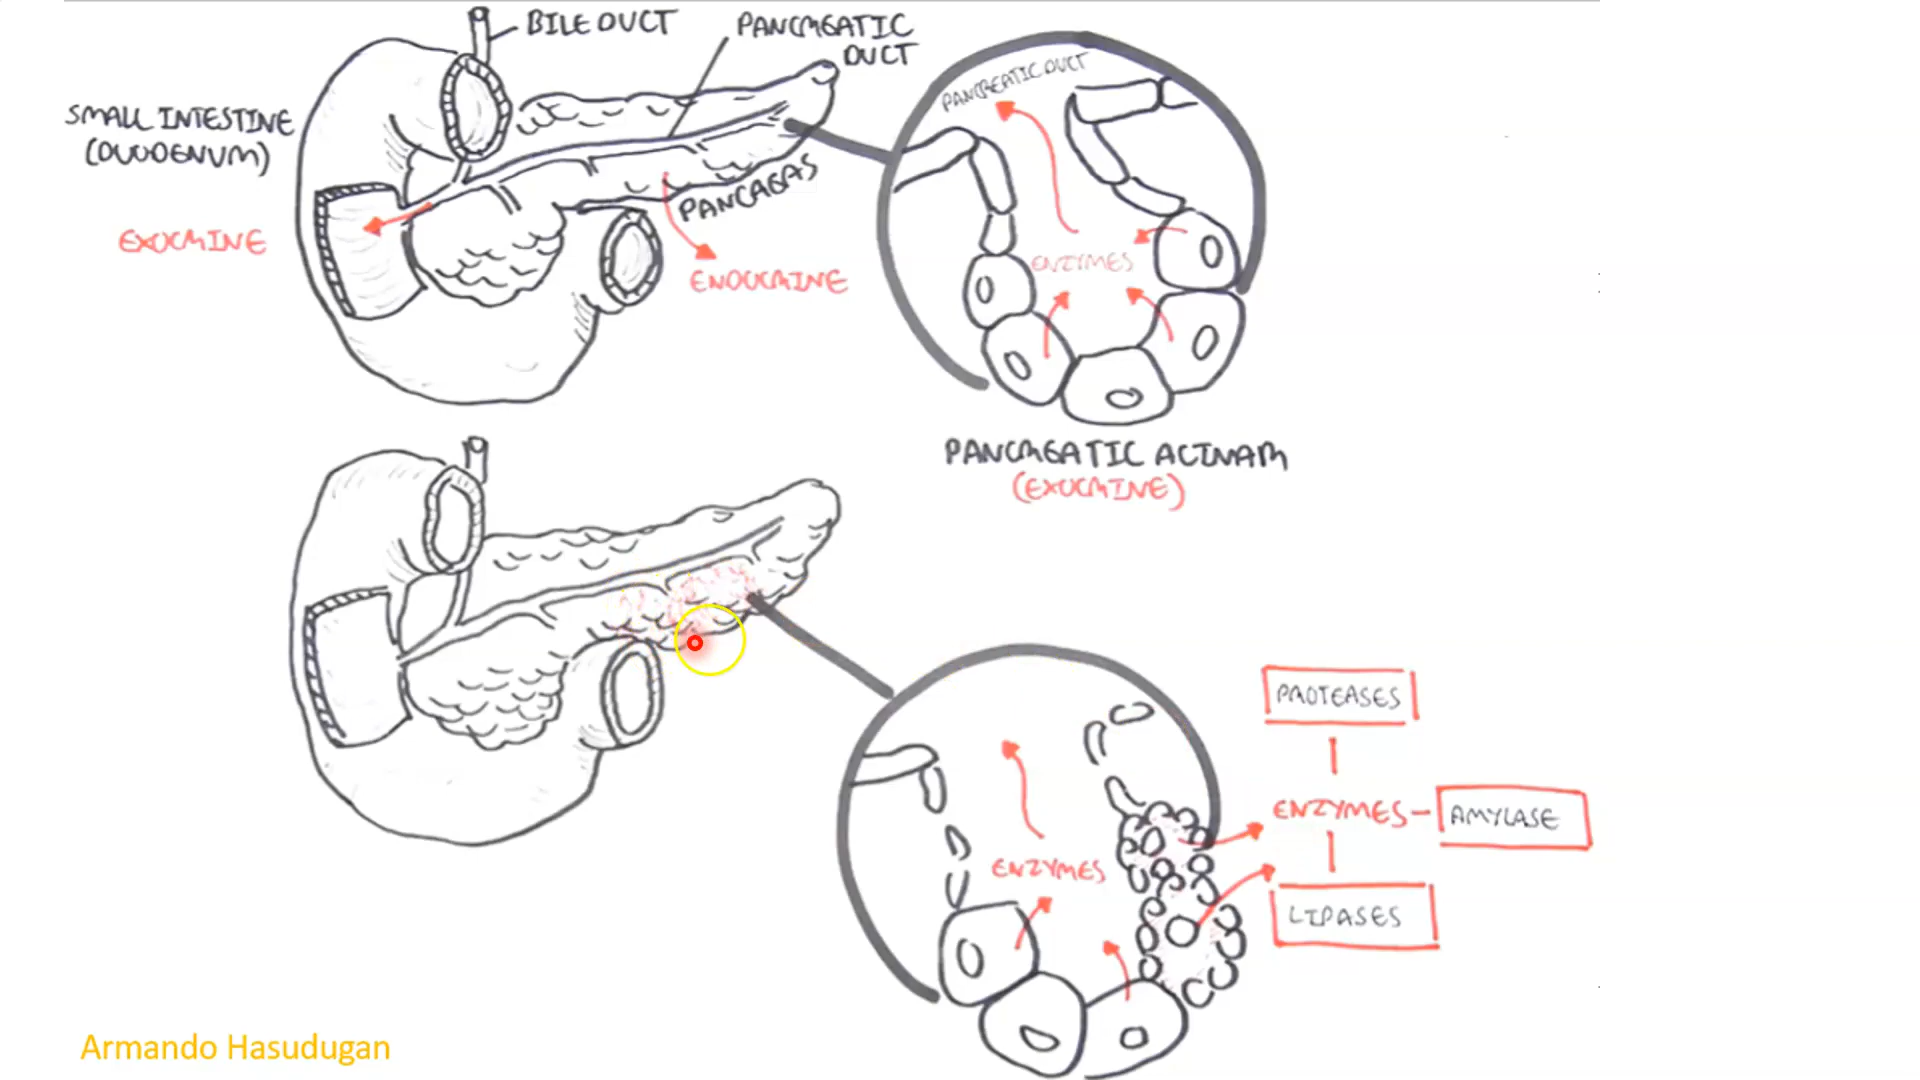 BILE DUCT
PANCREATIC
DUCT
SMALL INTESTINE
(DUODENUM)
EXOCRINE
PANCREAS
ENDOCRINE
PANCREATIC DUCT
ENZYMES
PANCREATIC ACINAR
(EXOCRINE)
PROTEASES
ENZYMES
AMYLASE
ENZYMES
LIPASES
Armando Hasudugan